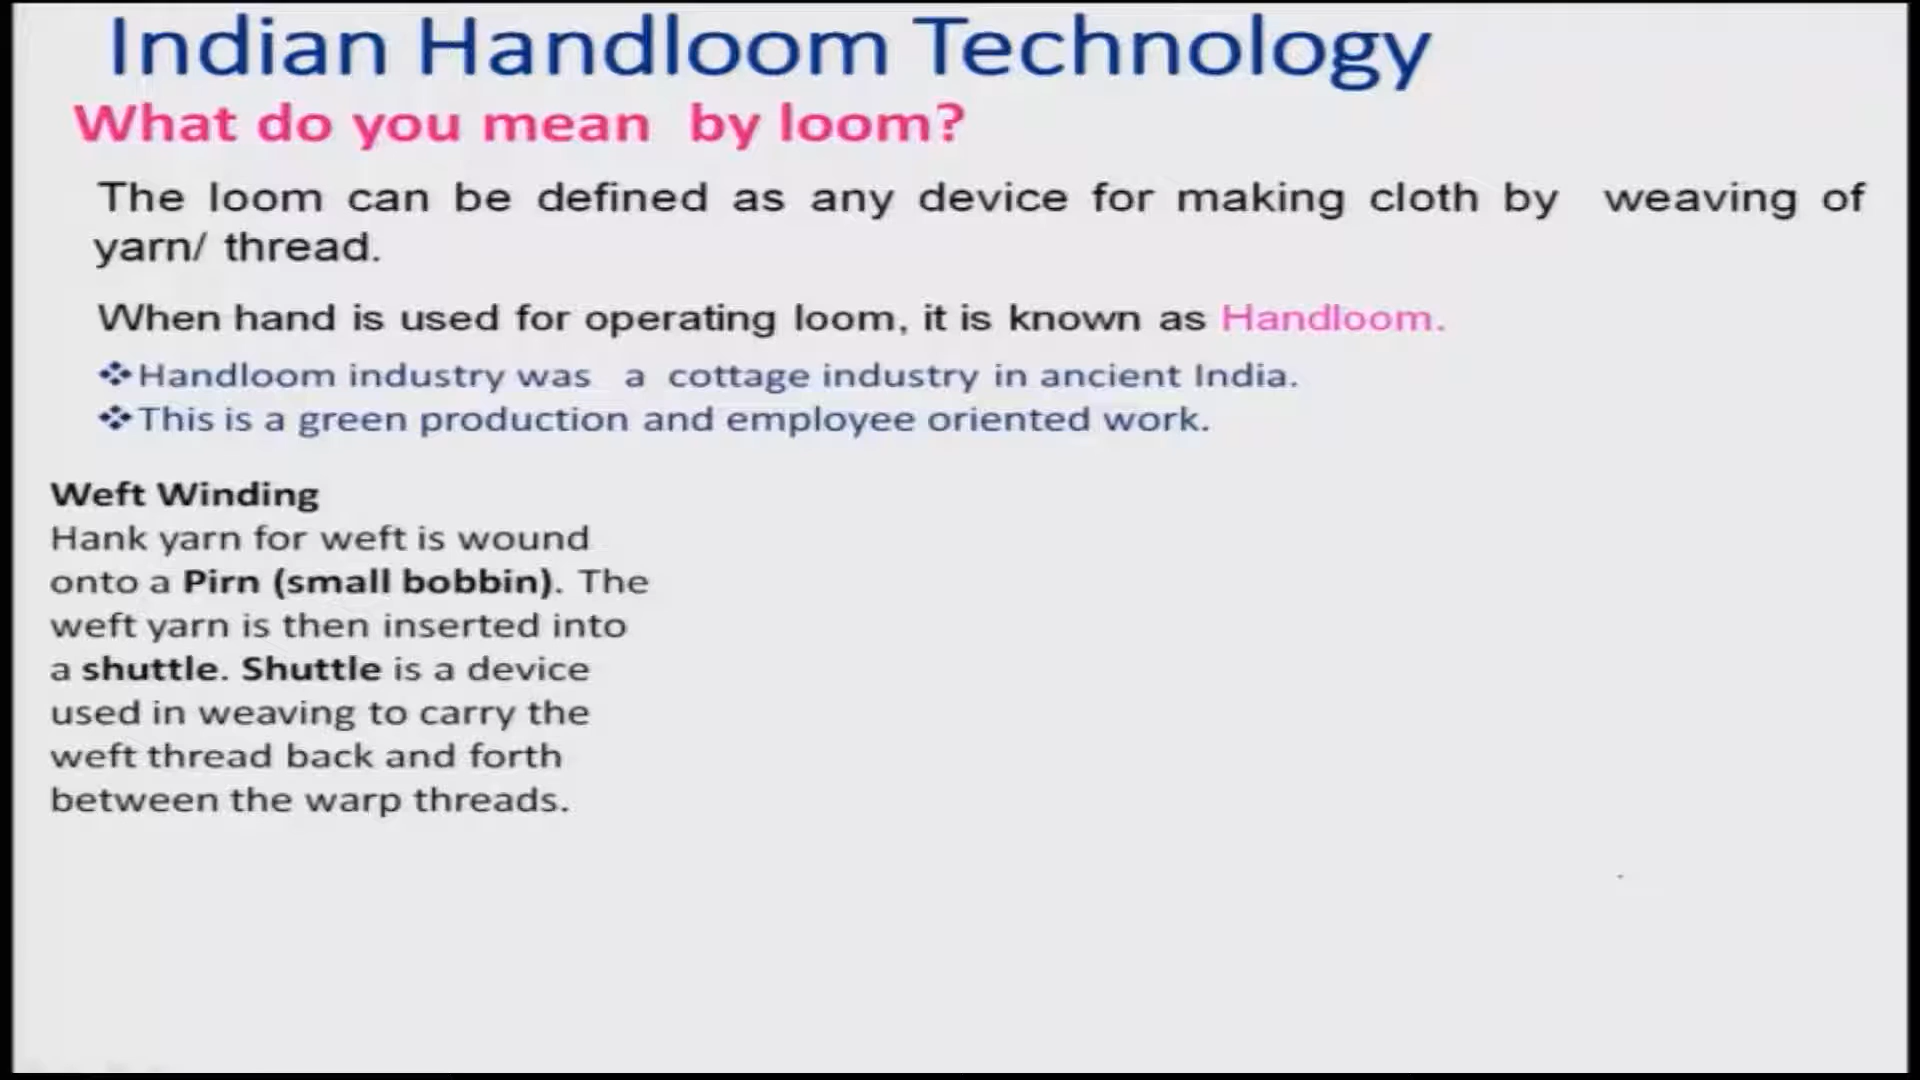 Indian Handloom Technology
What do you mean by loom?
The loom can be defined as any device for making cloth by weaving of
yarn/ thread.
When hand is used for operating loom, it is known as Handloom.
❖Handloom industry was a cottage industry in ancient India.
❖This is a green production and employee oriented work.
Weft Winding
Hank yarn for weft is wound
onto a Pirn (small bobbin). The
weft yarn is then inserted into
a shuttle. Shuttle is a device
used in weaving to carry the
weft thread back and forth
between the warp threads.